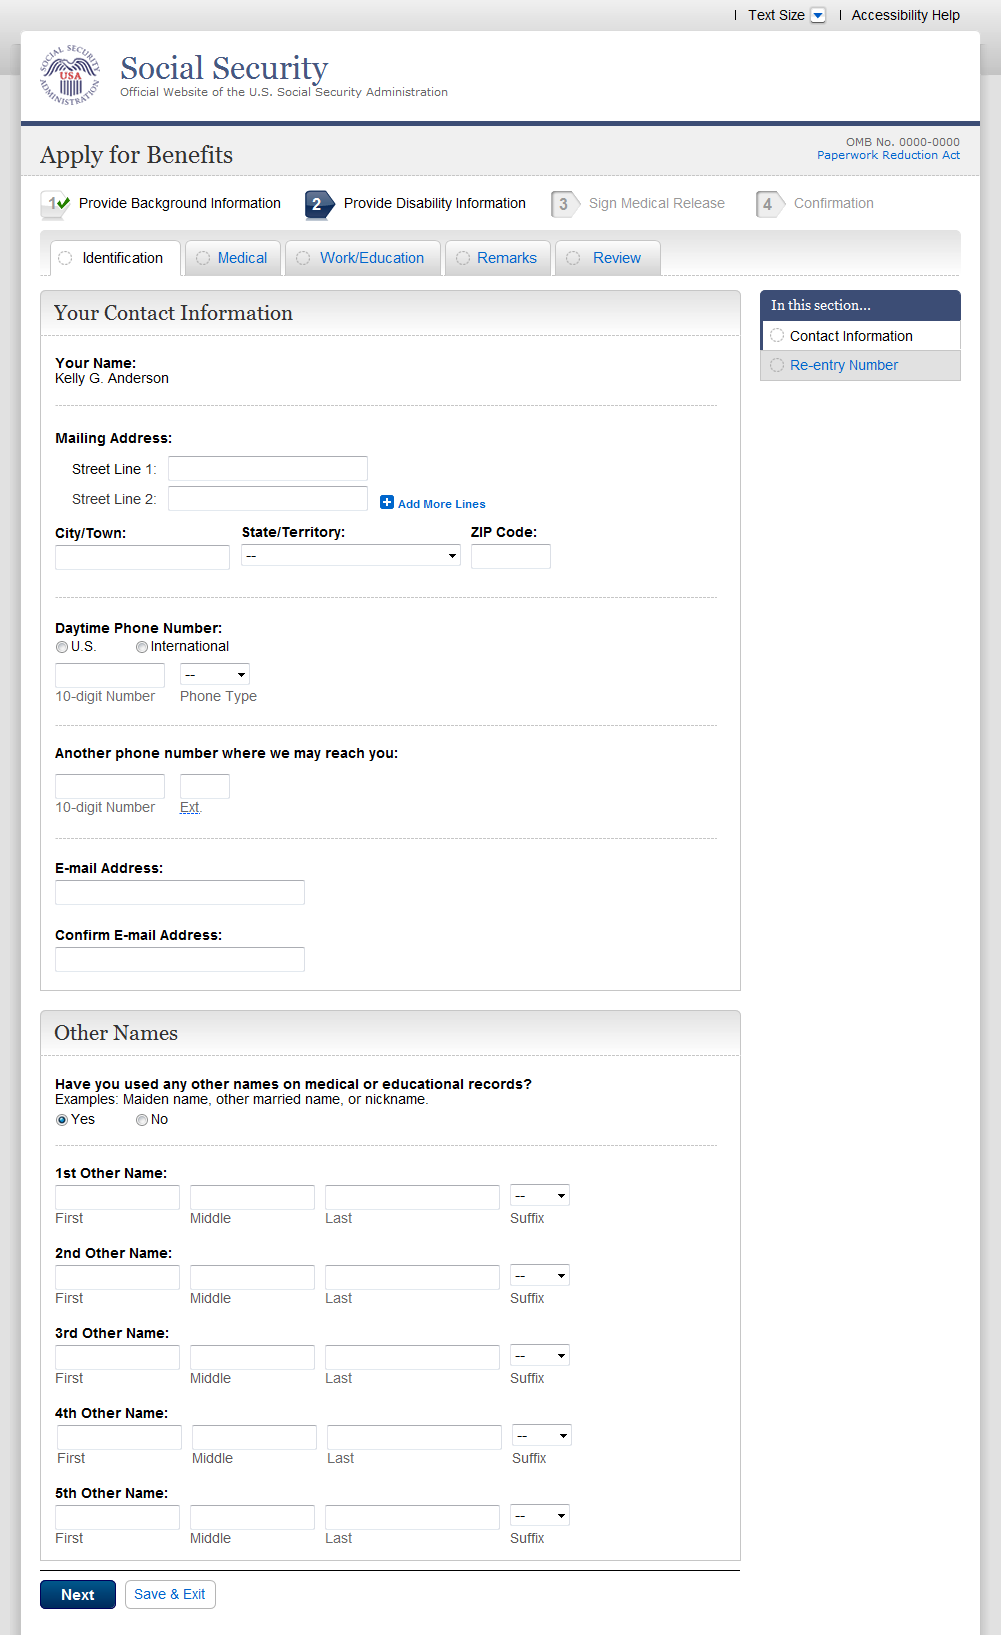 Text Size
Accessibility Help
SOCIAL SECURITY ADMINISTRATION
USA
Social Security
Official Website of the U.S. Social Security Administration
Apply for Benefits
OMB No. 0000-0000
Paperwork Reduction Act
1 Provide Background Information
2 Provide Disability Information
3 Sign Medical Release
4 Confirmation
Identification
Medical
Work/Education
Remarks
Review
Your Contact Information
In this section...
Contact Information
Re-entry Number
Your Name:
Kelly G. Anderson
Mailing Address:
Street Line 1:
Street Line 2:
Add More Lines
City/Town: State/Territory: ZIP Code:
--
Daytime Phone Number:
U.S. International
--
10-digit Number Phone Type
Another phone number where we may reach you:
10-digit Number Ext.
E-mail Address:
Confirm E-mail Address:
Other Names
Have you used any other names on medical or educational records?
Examples: Maiden name, other married name, or nickname.
Yes No
1st Other Name:
--
First Middle Last Suffix
2nd Other Name:
--
First Middle Last Suffix
3rd Other Name:
--
First Middle Last Suffix
4th Other Name:
--
First Middle Last Suffix
5th Other Name:
--
First Middle Last Suffix
Next Save & Exit